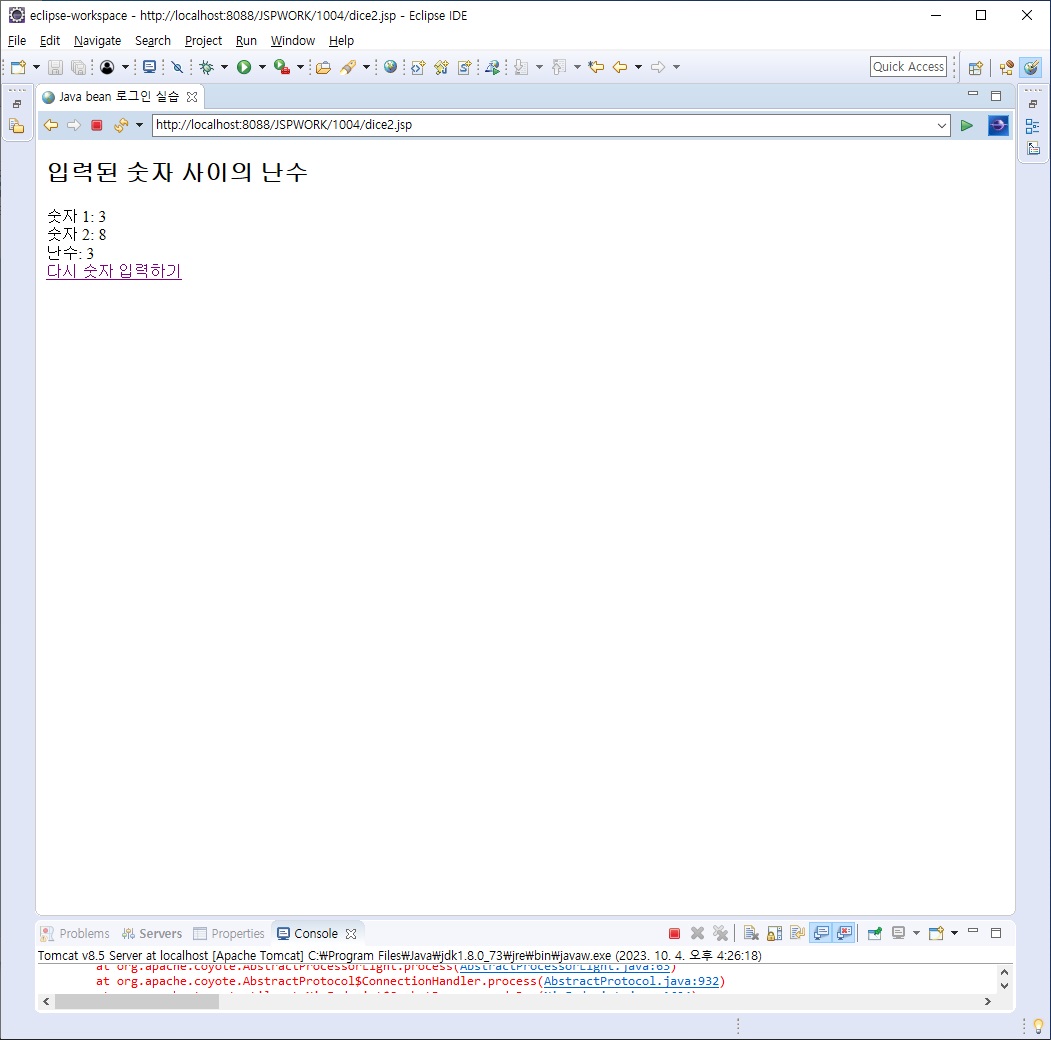 eclipse-workspace - http://localhost:8088/JSPWORK/1004/dice2.jsp - Eclipse IDE
File Edit Navigate Search Project Run Window Help
Quick Access
Java bean 로그인 실습
http://localhost:8088/JSPWORK/1004/dice2.jsp
입력된 숫자 사이의 난수
숫자 1: 3
숫자 2: 8
난수: 3
다시 숫자 입력하기
Problems Servers Properties Console
Tomcat v8.5 Server at localhost [Apache Tomcat] C:₩Program Files₩Java₩jdk1.8.0_73₩jre₩bin₩javaw.exe (2023. 10. 4. 오후 4:26:18)
at org.apache.coyote.AbstractProcessorLight.process(AbstractProcessorLight.java:65)
at org.apache.coyote.AbstractProtocol$ConnectionHandler.process(AbstractProtocol.java:932)